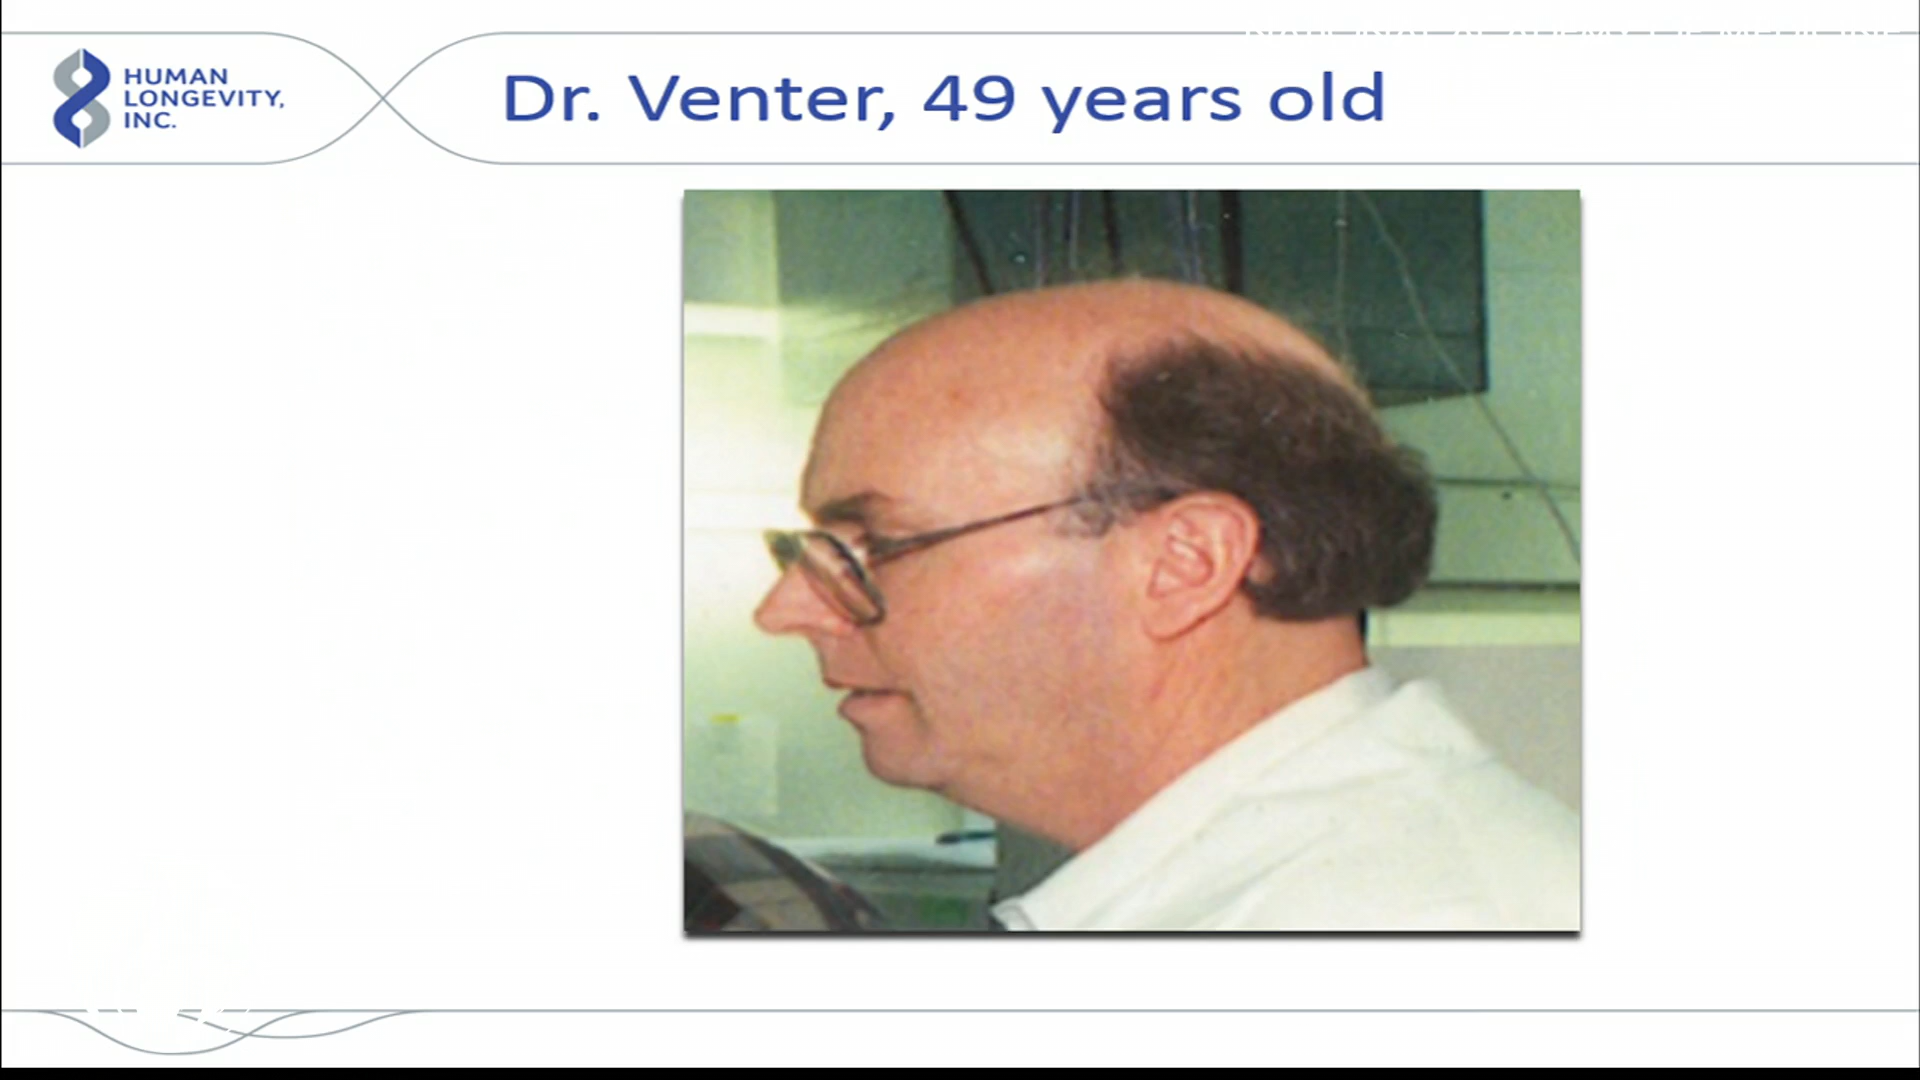 HUMAN
LONGEVITY,
INC.
Dr. Venter, 49 years old